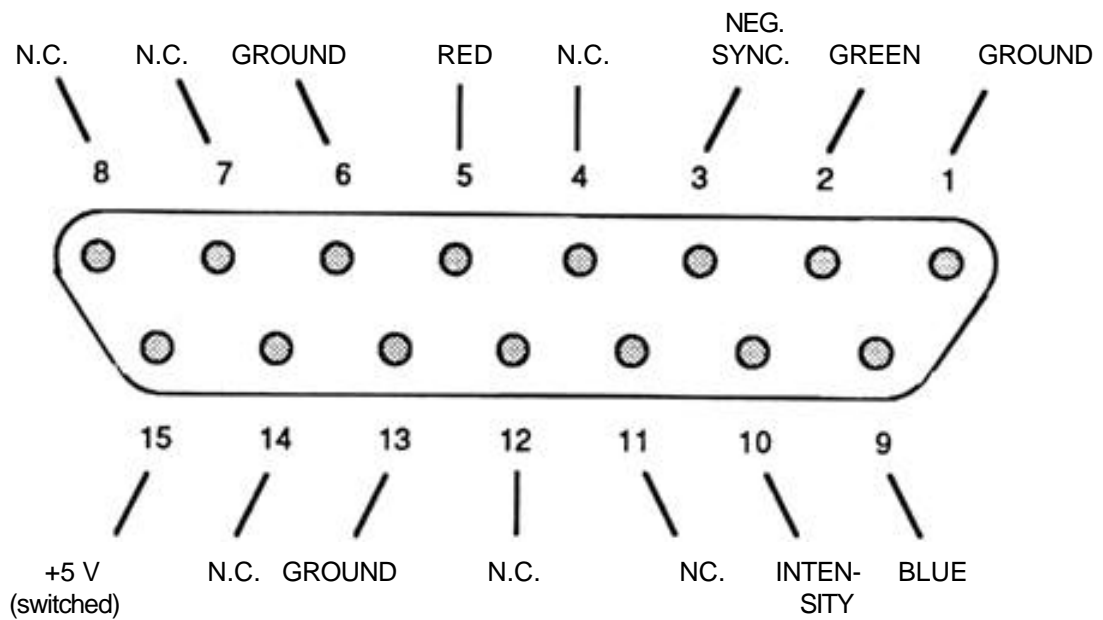 NEG.
N.C. N.C. GROUND RED N.C. SYNC. GREEN GROUND
8 7 6 5 4 3 2 1
15 14 13 12 11 10 9
+5 V N.C. GROUND N.C. NC. INTEN- BLUE
(switched) SITY